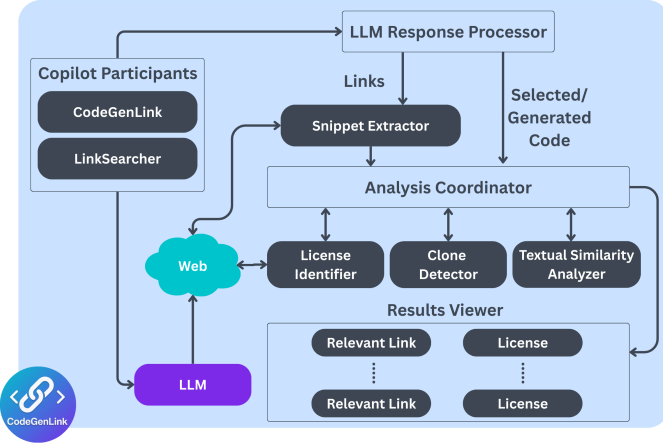 LLM Response Processor
Copilot Participants
CodeGenLink
LinkSearcher
Links
Selected/
Generated
Code
Snippet Extractor
Analysis Coordinator
Web
License
Identifier
Clone
Detector
Textual Similarity
Analyzer
Results Viewer
Relevant Link
License
Relevant Link
License
LLM
CodeGenLink